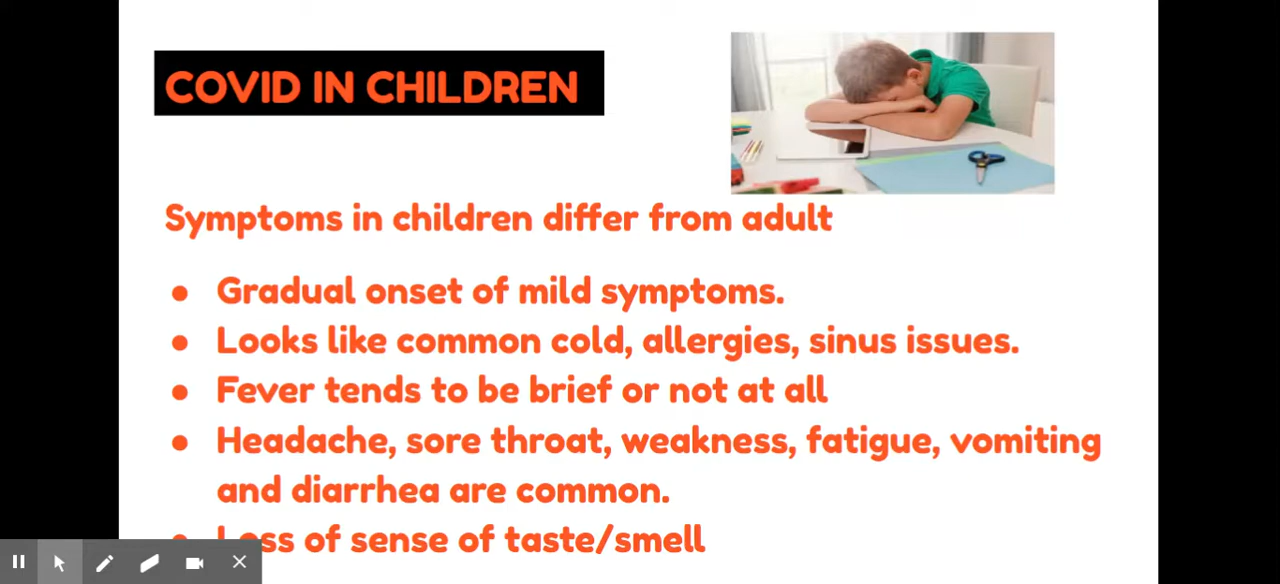 COVID IN CHILDREN
Symptoms in children differ from adult
● Gradual onset of mild symptoms.
● Looks like common cold, allergies, sinus issues.
● Fever tends to be brief or not at all
● Headache, sore throat, weakness, fatigue, vomiting
and diarrhea are common.
● Loss of sense of taste/smell